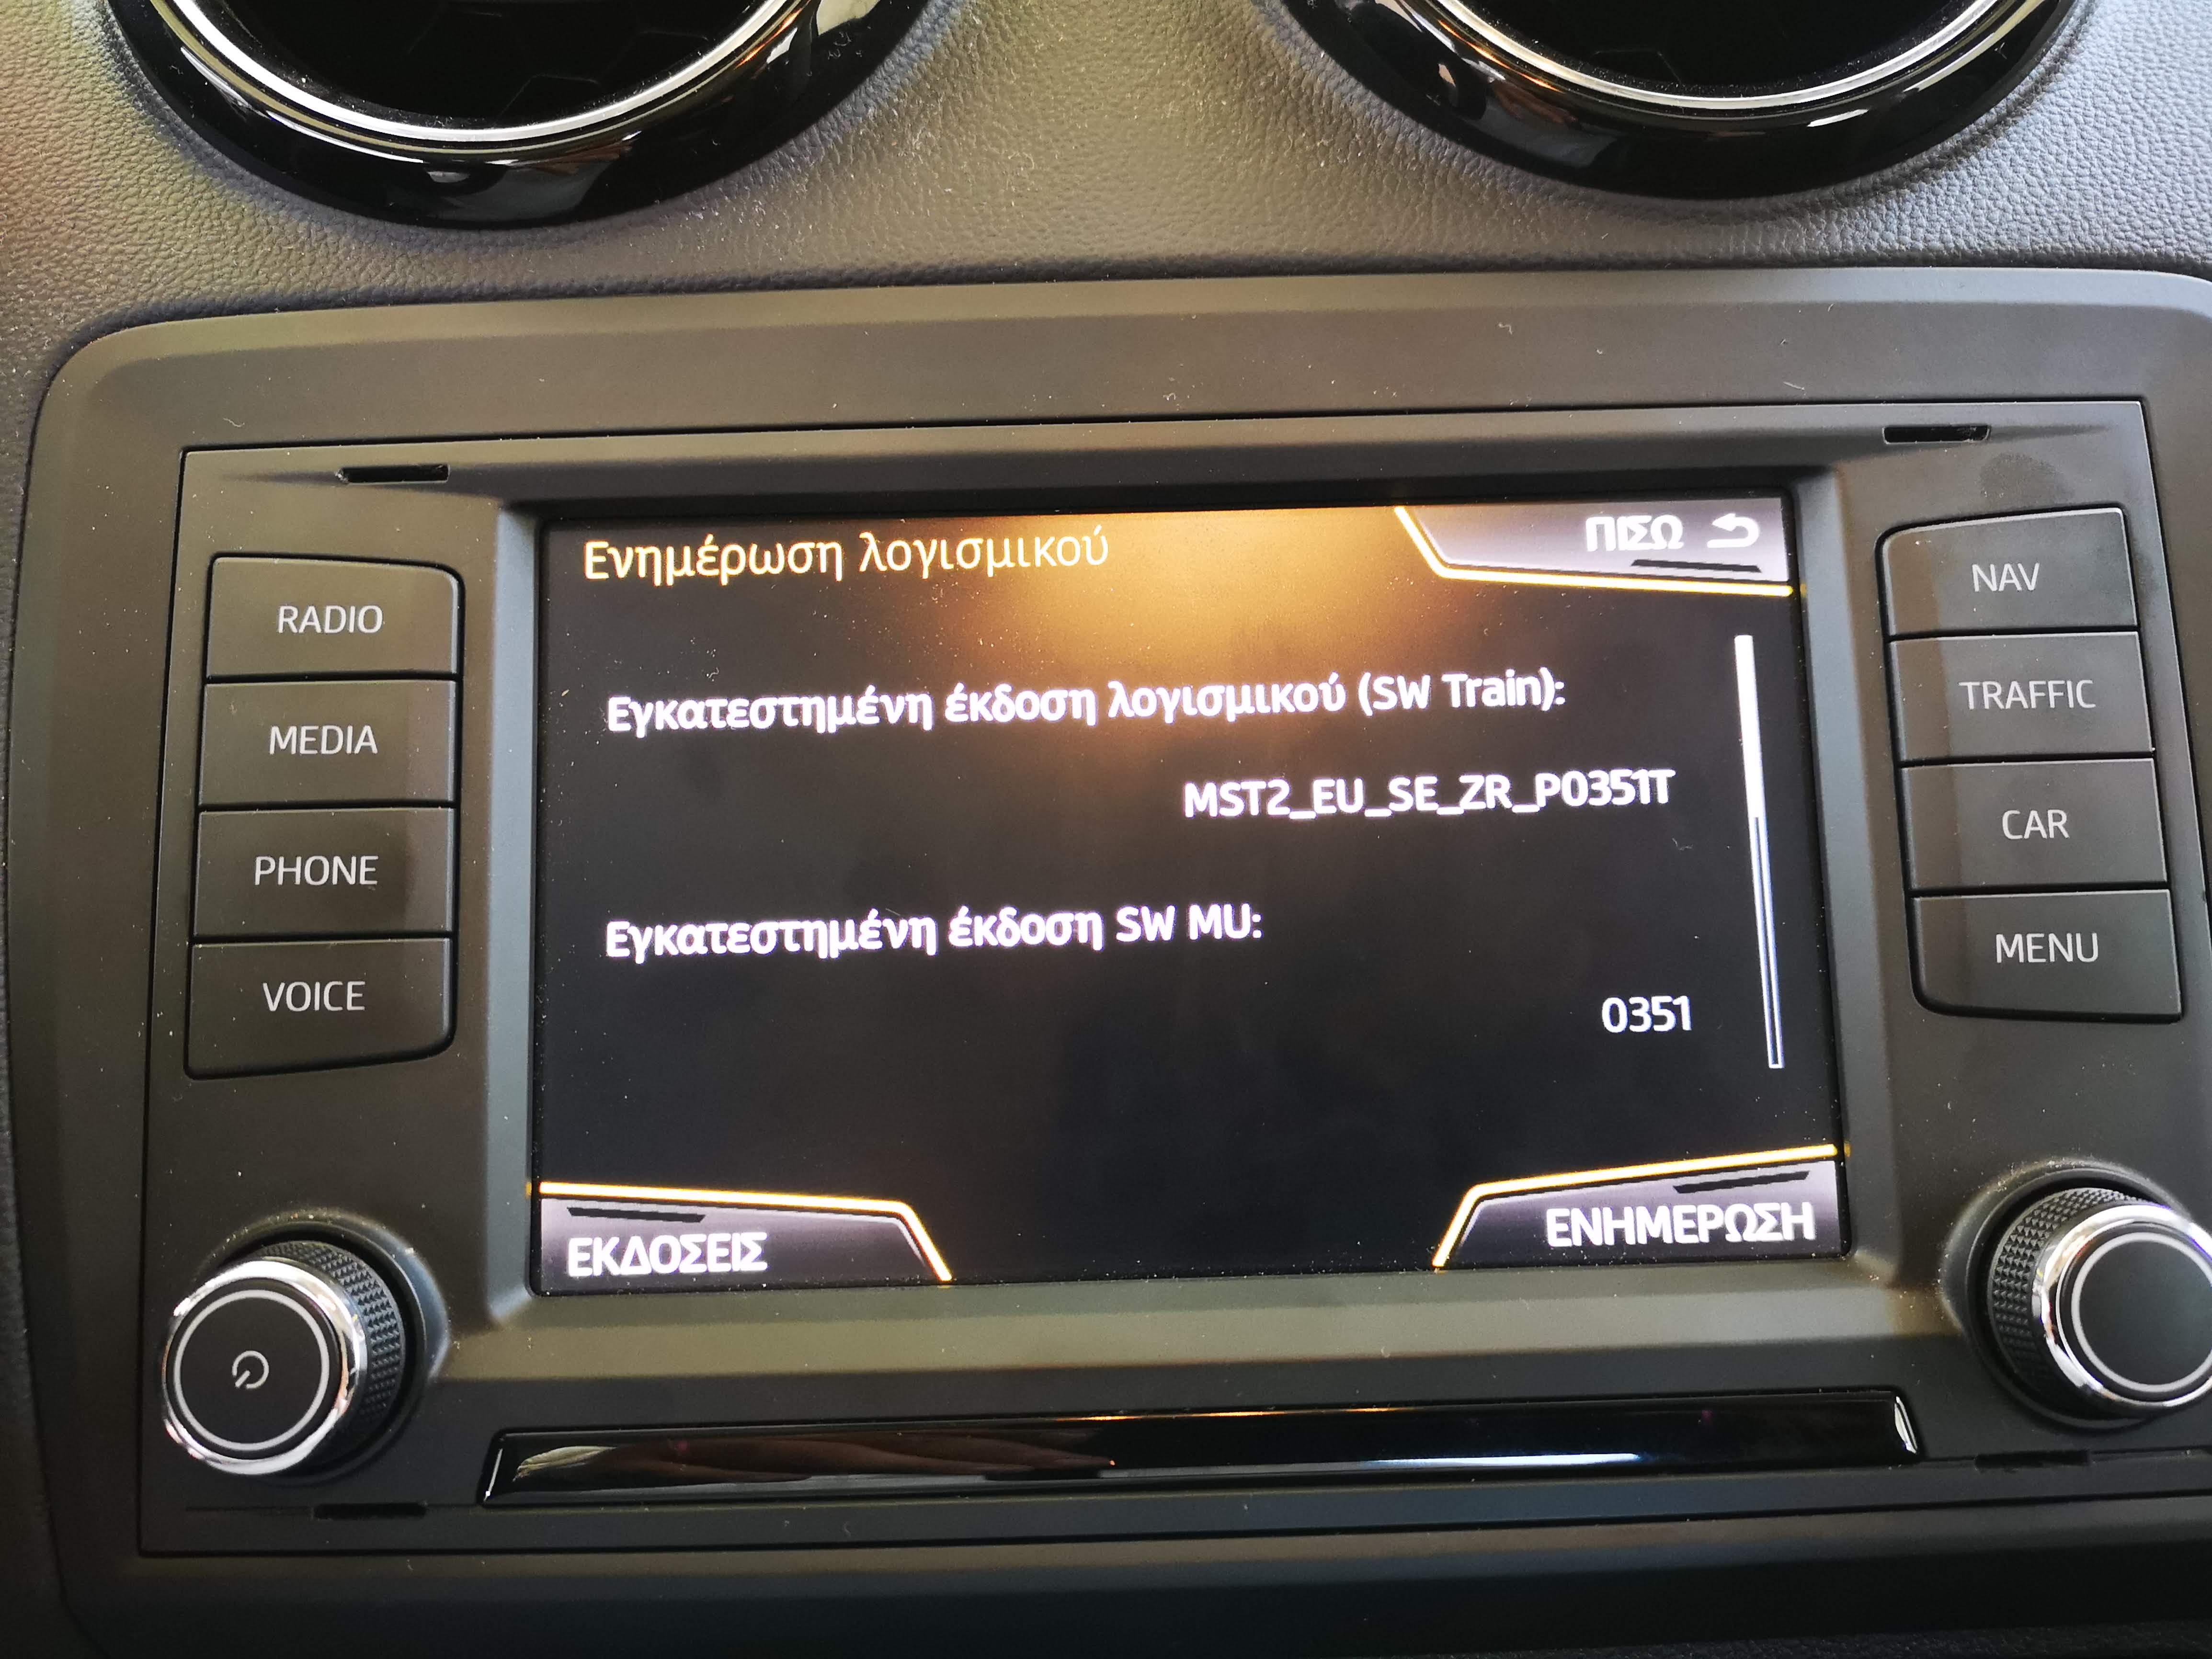 Ενημέρωση λογισμικού
ΠΙΣΩ
Εγκατεστημένη έκδοση λογισμικού (SW Train):
MST2_EU_SE_ZR_P0351T
Εγκατεστημένη έκδοση SW MU:
0351
ΕΚΔΟΣΕΙΣ
ΕΝΗΜΕΡΩΣΗ
RADIO
MEDIA
PHONE
VOICE
NAV
TRAFFIC
CAR
MENU